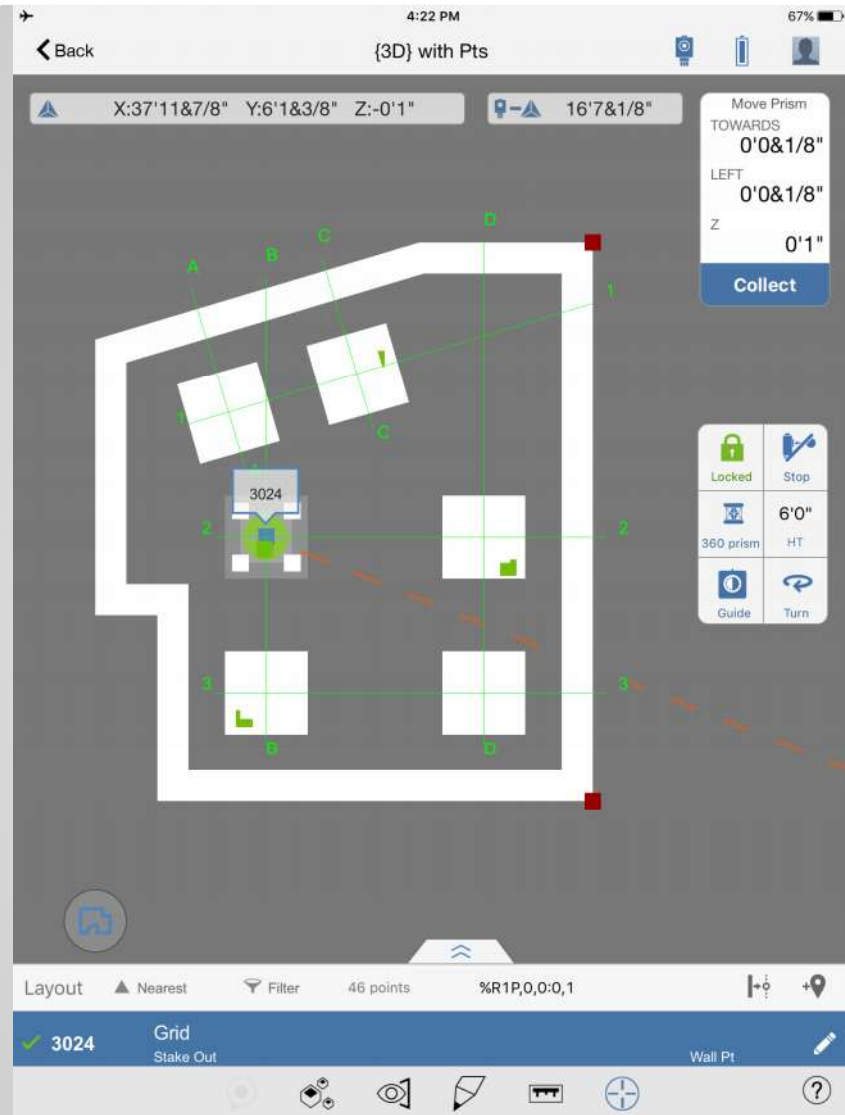 4:22 PM
67%
Back
{3D} with Pts
X:37'11&7/8" Y:6'1&3/8" Z:-0'1"
16'7&1/8"
Move Prism
TOWARDS
0'0&1/8"
LEFT
0'0&1/8"
Z
0'1"
Collect
D
C
B
A
1
1
C
A
3024
2
2
Locked
Stop
360 prism
6'0"
HT
Guide
Turn
3
3
B
D
Layout
Nearest
Filter
46 points
%R1P,0,0:0,1
3024
Grid
Stake Out
Wall Pt
?